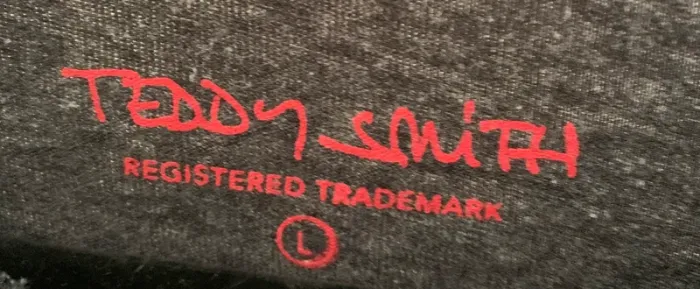 TEDDY SMiTH
REGISTERED TRADEMARK
L